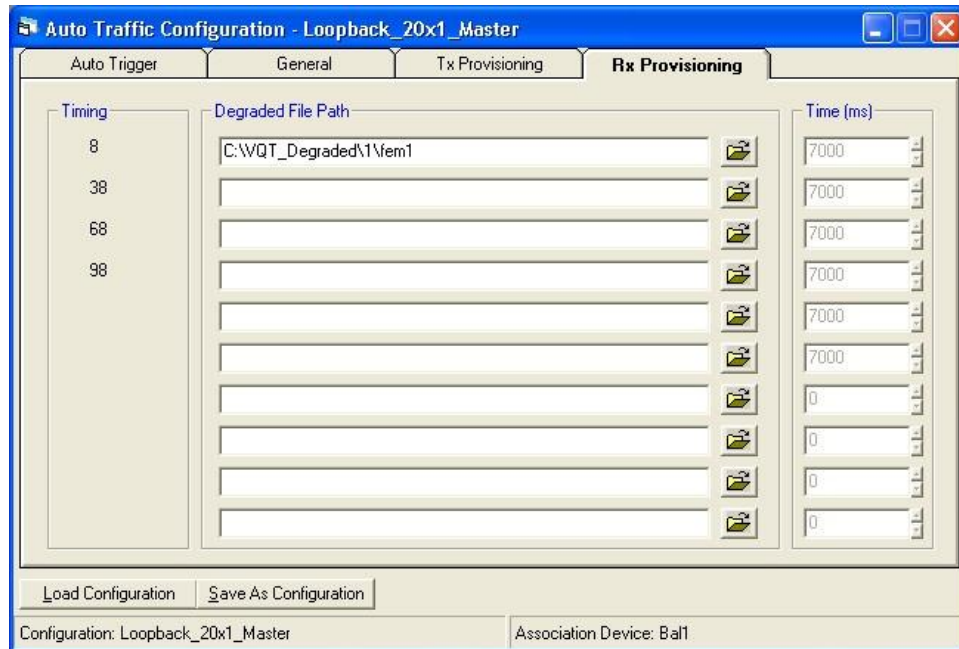 Auto Traffic Configuration - Loopback_20x1_Master
Auto Trigger General Tx Provisioning Rx Provisioning
Timing Degraded File Path Time (ms)
8 C:\VQT_Degraded\1\fem1 7000
38 7000
68 7000
98 7000
7000
7000
0
0
0
0
Load Configuration Save As Configuration
Configuration: Loopback_20x1_Master Association Device: Bal1